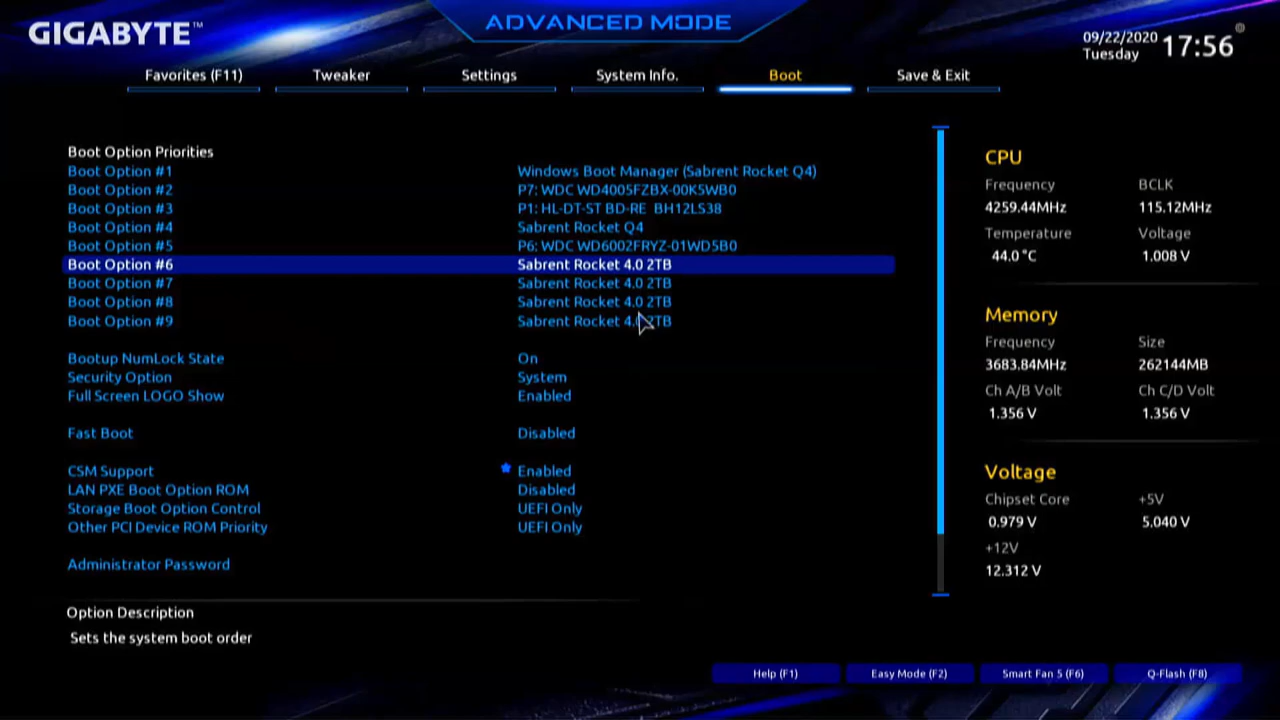 GIGABYTE™
ADVANCED MODE
09/22/2020
Tuesday
17:56
Favorites (F11)
Tweaker
Settings
System Info.
Boot
Save & Exit
Boot Option Priorities
Boot Option #1 Windows Boot Manager (Sabrent Rocket Q4)
Boot Option #2 P7: WDC WD4005FZBX-00K5WB0
Boot Option #3 P1: HL-DT-ST BD-RE BH12LS38
Boot Option #4 Sabrent Rocket Q4
Boot Option #5 P6: WDC WD6002FRYZ-01WD5B0
Boot Option #6 Sabrent Rocket 4.0 2TB
Boot Option #7 Sabrent Rocket 4.0 2TB
Boot Option #8 Sabrent Rocket 4.0 2TB
Boot Option #9 Sabrent Rocket 4.0 2TB
Bootup NumLock State On
Security Option System
Full Screen LOGO Show Enabled
Fast Boot Disabled
CSM Support Enabled
LAN PXE Boot Option ROM Disabled
Storage Boot Option Control UEFI Only
Other PCI Device ROM Priority UEFI Only
Administrator Password
Option Description
Sets the system boot order
CPU
Frequency BCLK
4259.44MHz 115.12MHz
Temperature Voltage
44.0 °C 1.008 V
Memory
Frequency Size
3683.84MHz 262144MB
Ch A/B Volt Ch C/D Volt
1.356 V 1.356 V
Voltage
Chipset Core +5V
0.979 V 5.040 V
+12V
12.312 V
Help (F1)
Easy Mode (F2)
Smart Fan 5 (F6)
Q-Flash (F8)